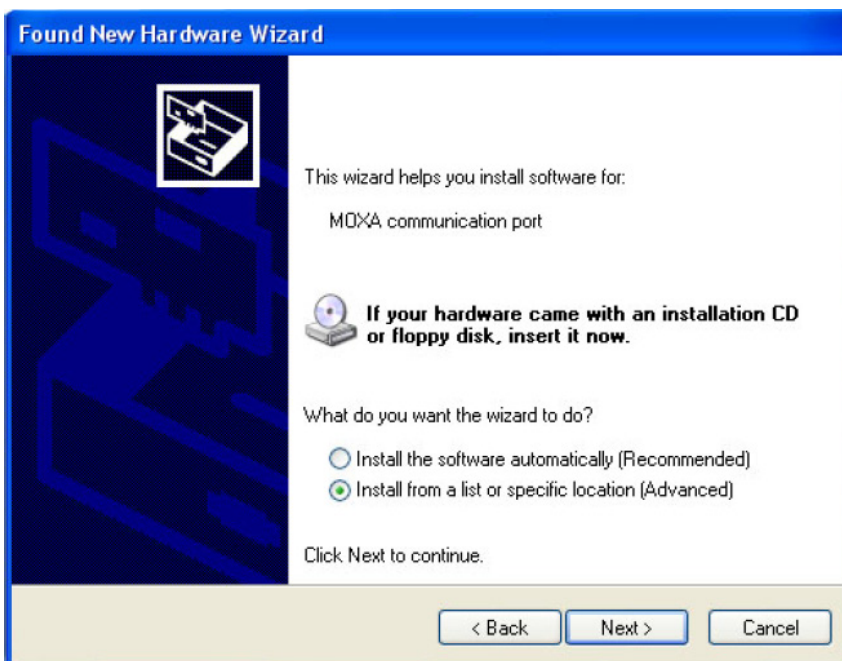 Found New Hardware Wizard
This wizard helps you install software for:
MOXA communication port
If your hardware came with an installation CD
or floppy disk, insert it now.
What do you want the wizard to do?
Install the software automatically (Recommended)
Install from a list or specific location (Advanced)
Click Next to continue.
< Back Next > Cancel